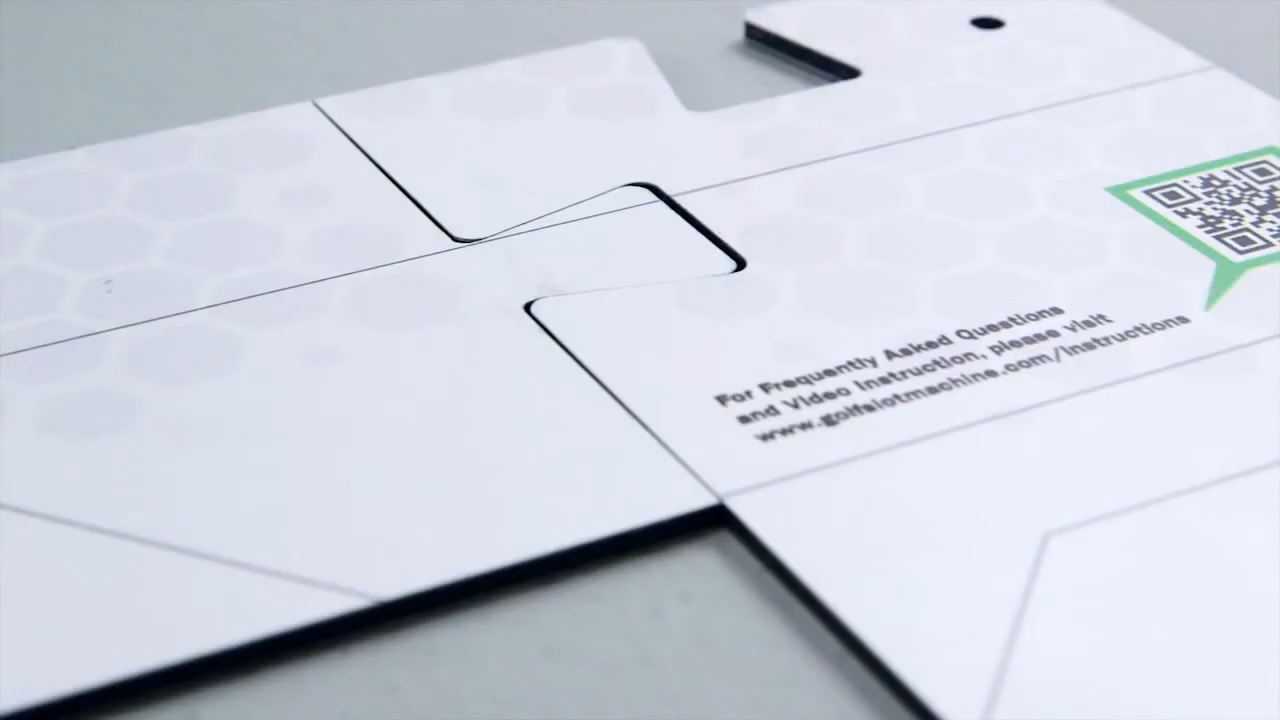 For Frequently Asked Questions
and Video Instruction, please visit
www.golfslotmachine.com/instructions